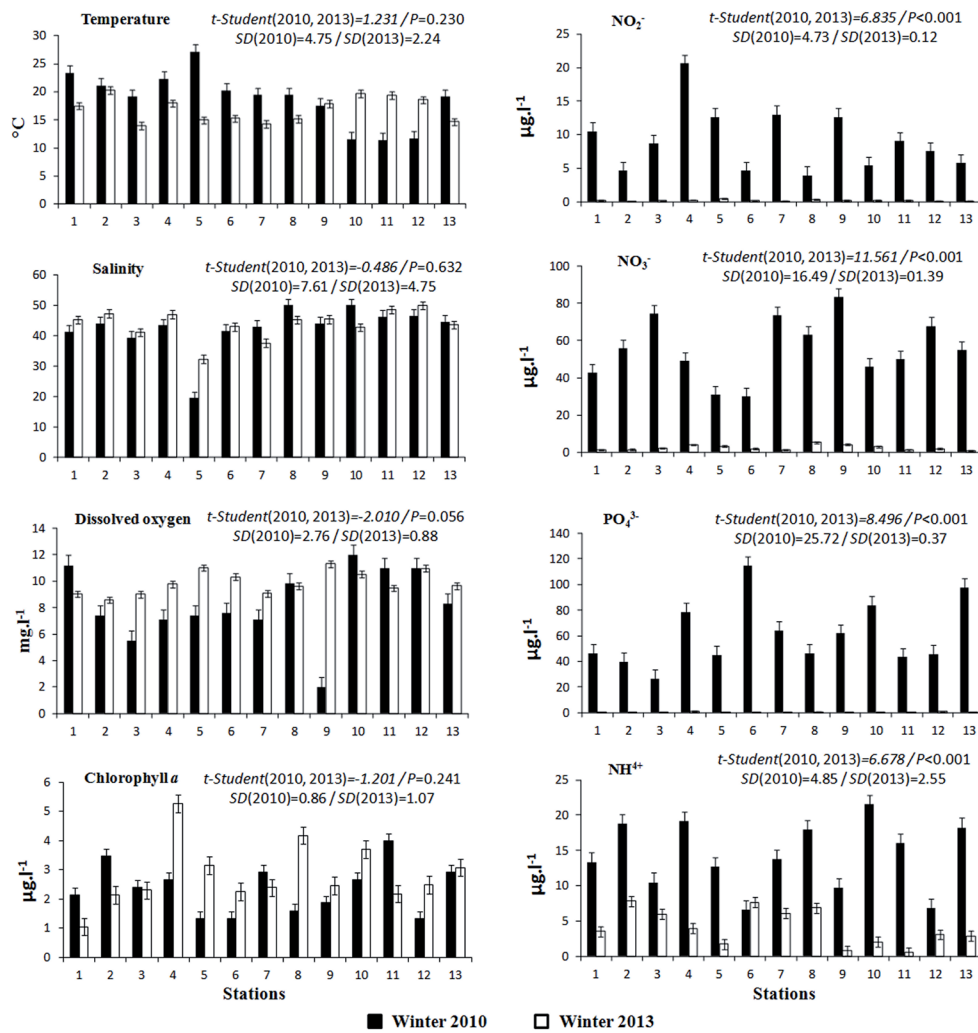 Temperature
t-Student(2010, 2013)=1.231 / P=0.230
SD(2010)=4.75 / SD(2013)=2.24
30
25
20
15
10
5
0
°C
1 2 3 4 5 6 7 8 9 10 11 12 13
NO₂⁻
t-Student(2010, 2013)=6.835 / P<0.001
SD(2010)=4.73 / SD(2013)=0.12
25
20
15
10
5
0
µg.l⁻¹
1 2 3 4 5 6 7 8 9 10 11 12 13
Salinity
t-Student(2010, 2013)=-0.486 / P=0.632
SD(2010)=7.61 / SD(2013)=4.75
60
50
40
30
20
10
0
1 2 3 4 5 6 7 8 9 10 11 12 13
NO₃⁻
t-Student(2010, 2013)=11.561 / P<0.001
SD(2010)=16.49 / SD(2013)=01.39
100
80
60
40
20
0
µg.l⁻¹
1 2 3 4 5 6 7 8 9 10 11 12 13
Dissolved oxygen
t-Student(2010, 2013)=-2.010 / P=0.056
SD(2010)=2.76 / SD(2013)=0.88
14
12
10
8
6
4
2
0
mg.l⁻¹
1 2 3 4 5 6 7 8 9 10 11 12 13
PO₄³⁻
t-Student(2010, 2013)=8.496 / P<0.001
SD(2010)=25.72 / SD(2013)=0.37
140
120
100
80
60
40
20
0
µg.l⁻¹
1 2 3 4 5 6 7 8 9 10 11 12 13
Chlorophyll a
t-Student(2010, 2013)=-1.201 / P=0.241
SD(2010)=0.86 / SD(2013)=1.07
6
5
4
3
2
1
0
µg.l⁻¹
1 2 3 4 5 6 7 8 9 10 11 12 13
Stations
NH⁴⁺
t-Student(2010, 2013)=6.678 / P<0.001
SD(2010)=4.85 / SD(2013)=2.55
25
20
15
10
5
0
µg.l⁻¹
1 2 3 4 5 6 7 8 9 10 11 12 13
Stations
Winter 2010 Winter 2013